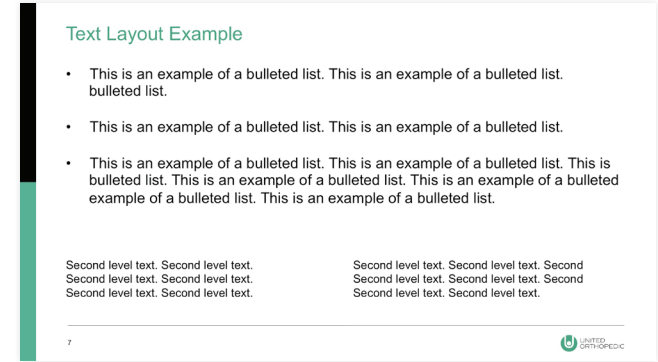 Text Layout Example
• This is an example of a bulleted list. This is an example of a bulleted list.
bulleted list.
• This is an example of a bulleted list. This is an example of a bulleted list.
• This is an example of a bulleted list. This is an example of a bulleted list. This is
bulleted list. This is an example of a bulleted list. This is an example of a bulleted
example of a bulleted list. This is an example of a bulleted list.
Second level text. Second level text.
Second level text. Second level text.
Second level text. Second level text.
Second level text. Second level text. Second
Second level text. Second level text. Second
Second level text. Second level text.
7
UNITED
ORTHOPEDIC